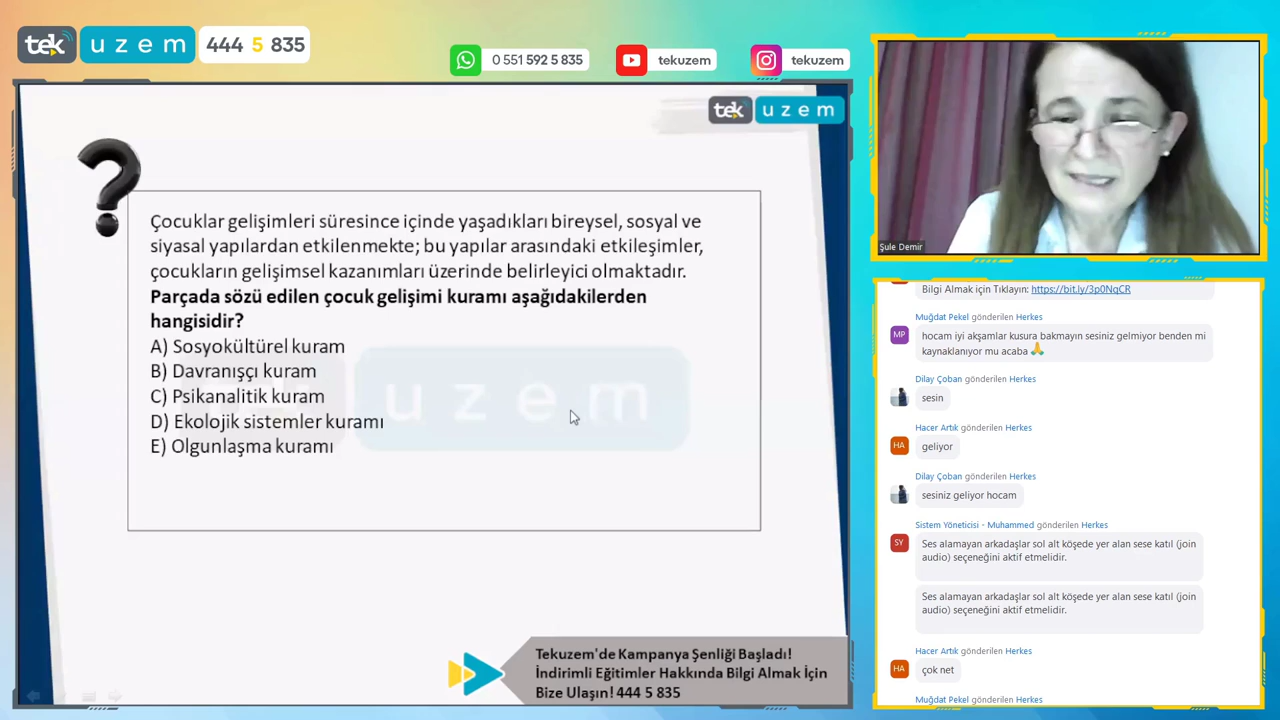 tek uzem 444 5 835
0 551 592 5 835
tekuzem
tekuzem
tek uzem
Çocuklar gelişimleri süresince içinde yaşadıkları bireysel, sosyal ve
siyasal yapılardan etkilenmekte; bu yapılar arasındaki etkileşimler,
çocukların gelişimsel kazanımları üzerinde belirleyici olmaktadır.
Parçada sözü edilen çocuk gelişimi kuramı aşağıdakilerden
hangisidir?
A) Sosyokültürel kuram
B) Davranışçı kuram
C) Psikanalitik kuram
D) Ekolojik sistemler kuramı
E) Olgunlaşma kuramı
uzem
Tekuzem'de Kampanya Şenliği Başladı!
İndirimli Eğitimler Hakkında Bilgi Almak İçin
Bize Ulaşın! 444 5 835
Şule Demir
Bilgi Almak için Tıklayın: https://bit.ly/3p0NqCR
Muğdat Pekel gönderilen Herkes
MP
hocam iyi akşamlar kusura bakmayın sesiniz gelmiyor benden mi
kaynaklanıyor mu acaba 🙏
Dilay Çoban gönderilen Herkes
sesin
Hacer Artık gönderilen Herkes
HA
geliyor
Dilay Çoban gönderilen Herkes
sesiniz geliyor hocam
Sistem Yöneticisi - Muhammed gönderilen Herkes
SY
Ses alamayan arkadaşlar sol alt köşede yer alan sese katıl (join
audio) seçeneğini aktif etmelidir.
Ses alamayan arkadaşlar sol alt köşede yer alan sese katıl (join
audio) seçeneğini aktif etmelidir.
Hacer Artık gönderilen Herkes
HA
çok net
Muğdat Pekel gönderilen Herkes